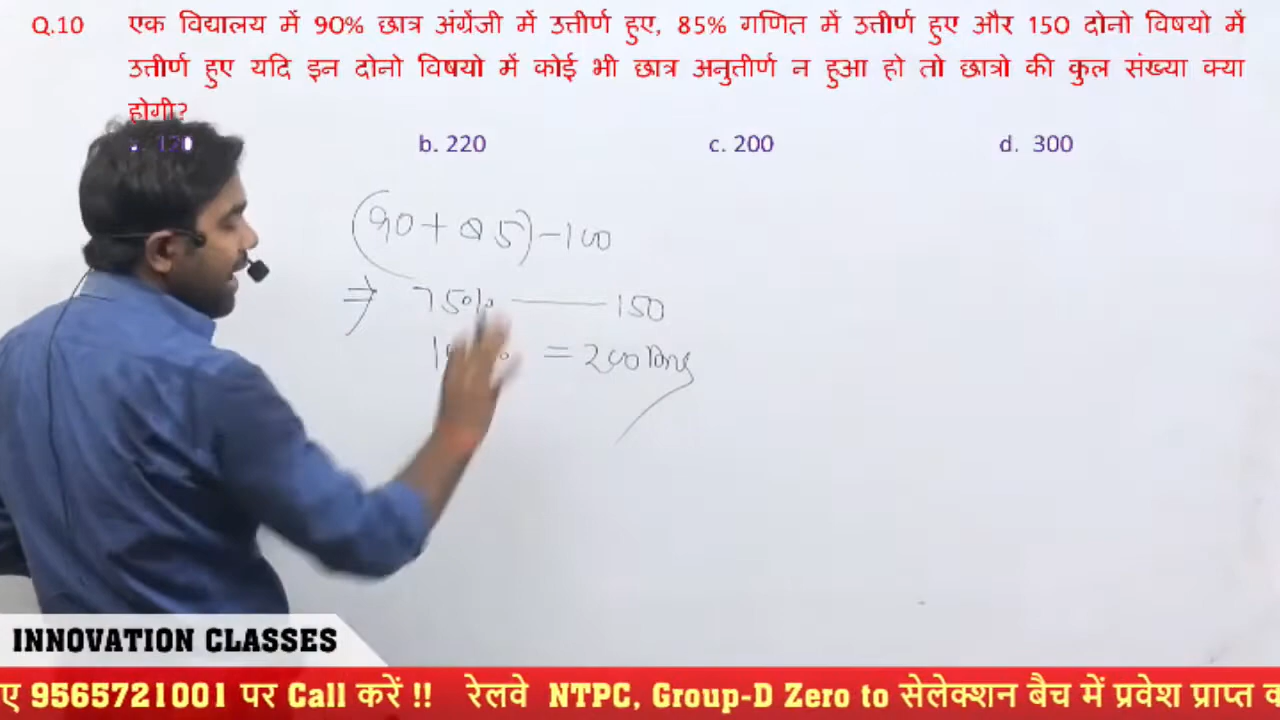 Q.10 एक विद्यालय में 90% छात्र अंग्रेंजी में उत्तीर्ण हुए, 85% गणित में उत्तीर्ण हुए और 150 दोनो विषयो में
उत्तीर्ण हुए यदि इन दोनो विषयो में कोई भी छात्र अनुतीर्ण न हुआ हो तो छात्रो की कुल संख्या क्या
होगी?
b. 220 c. 200 d. 300
(90 + 85) - 100
⇒ 75% — 150
= 200 Ans
INNOVATION CLASSES
9565721001 पर Call करें !! रेलवे NTPC, Group-D Zero to सेलेक्शन बैच में प्रवेश प्राप्त